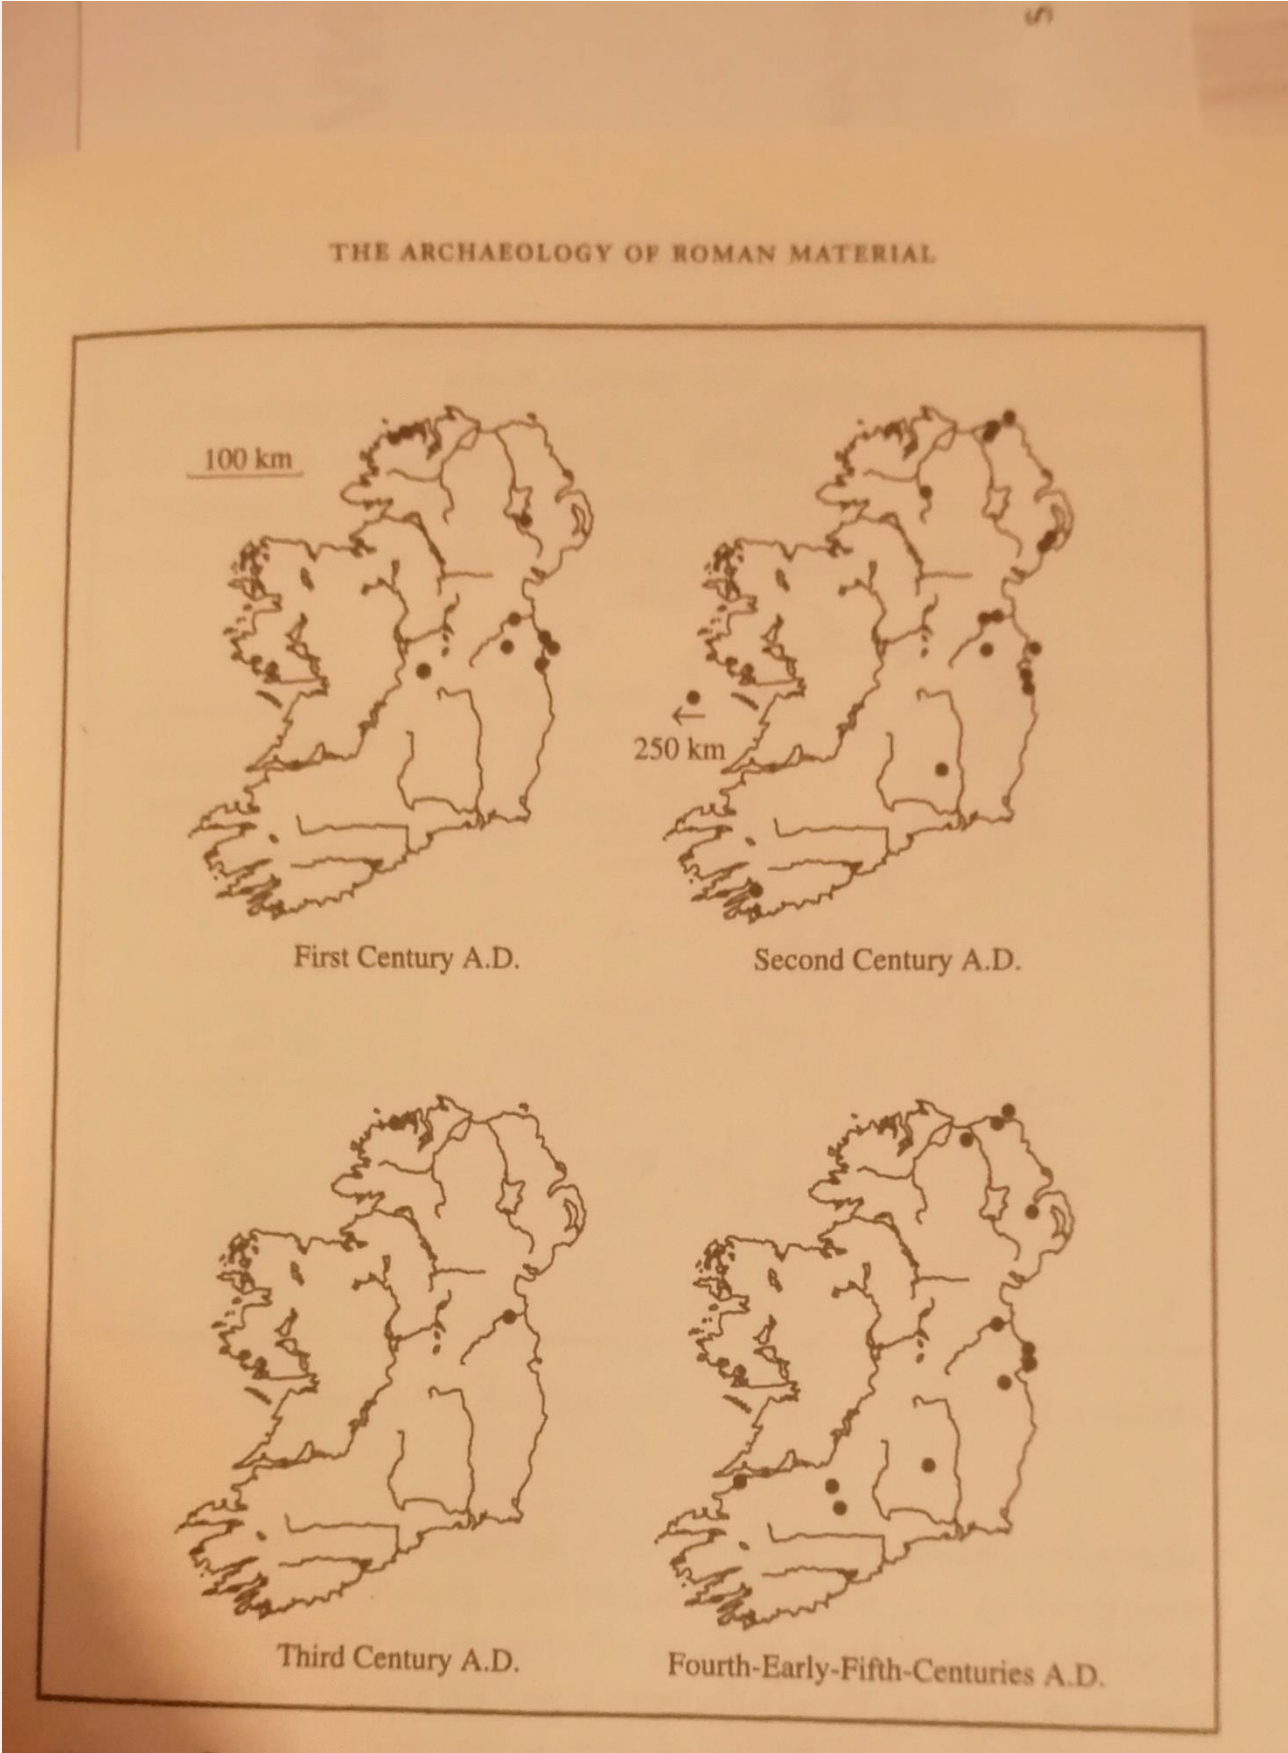 THE ARCHAEOLOGY OF ROMAN MATERIAL
100 km
250 km
First Century A.D.
Second Century A.D.
Third Century A.D.
Fourth-Early-Fifth-Centuries A.D.